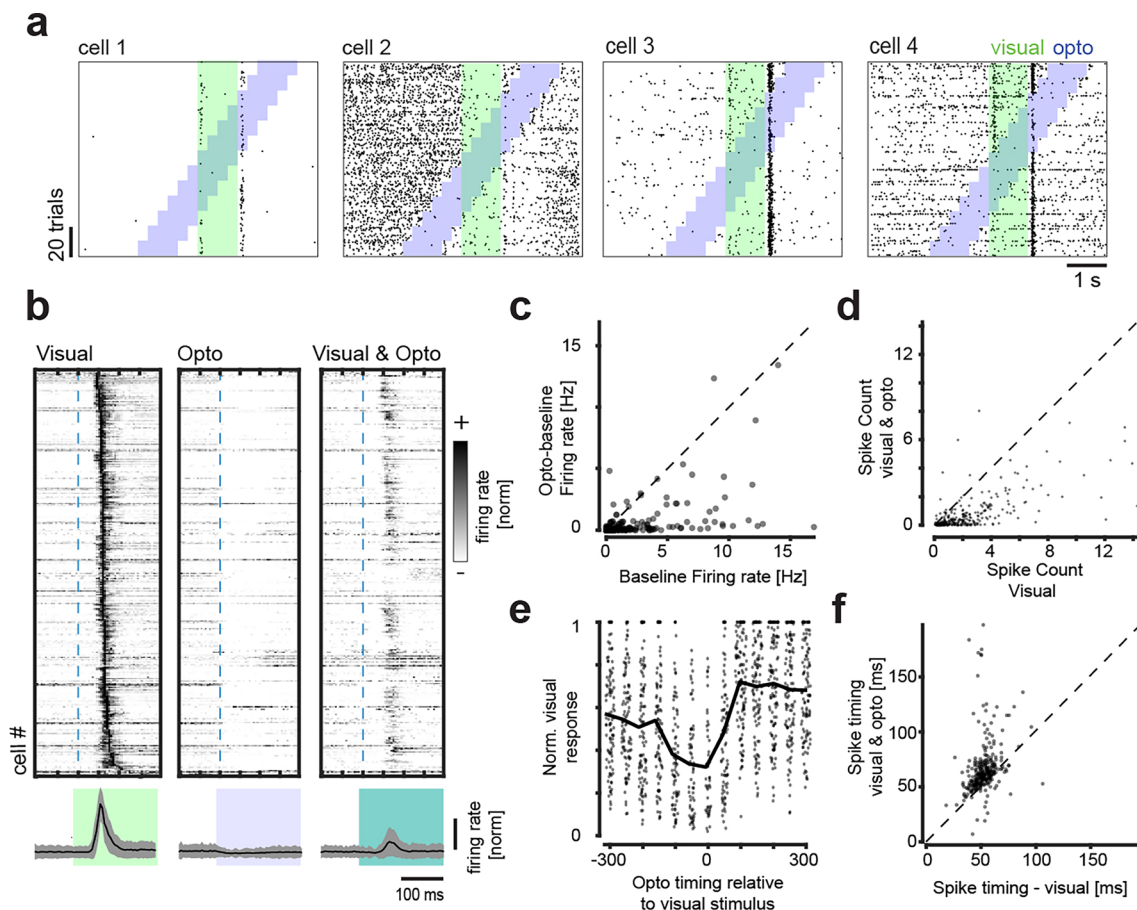 a
cell 1
cell 2
cell 3
cell 4
visual opto
20 trials
1 s
b
Visual
Opto
Visual & Opto
+
firing rate
[norm]
-
cell #
firing rate
[norm]
100 ms
c
Opto-baseline
Firing rate [Hz]
15
0
0 5 10 15
Baseline Firing rate [Hz]
d
Spike Count
visual & opto
12
6
0
0 4 8 12
Spike Count
Visual
e
Norm. visual
response
1
0
-300 0 300
Opto timing relative
to visual stimulus
f
Spike timing
visual & opto [ms]
150
100
50
0
0 50 100 150
Spike timing - visual [ms]